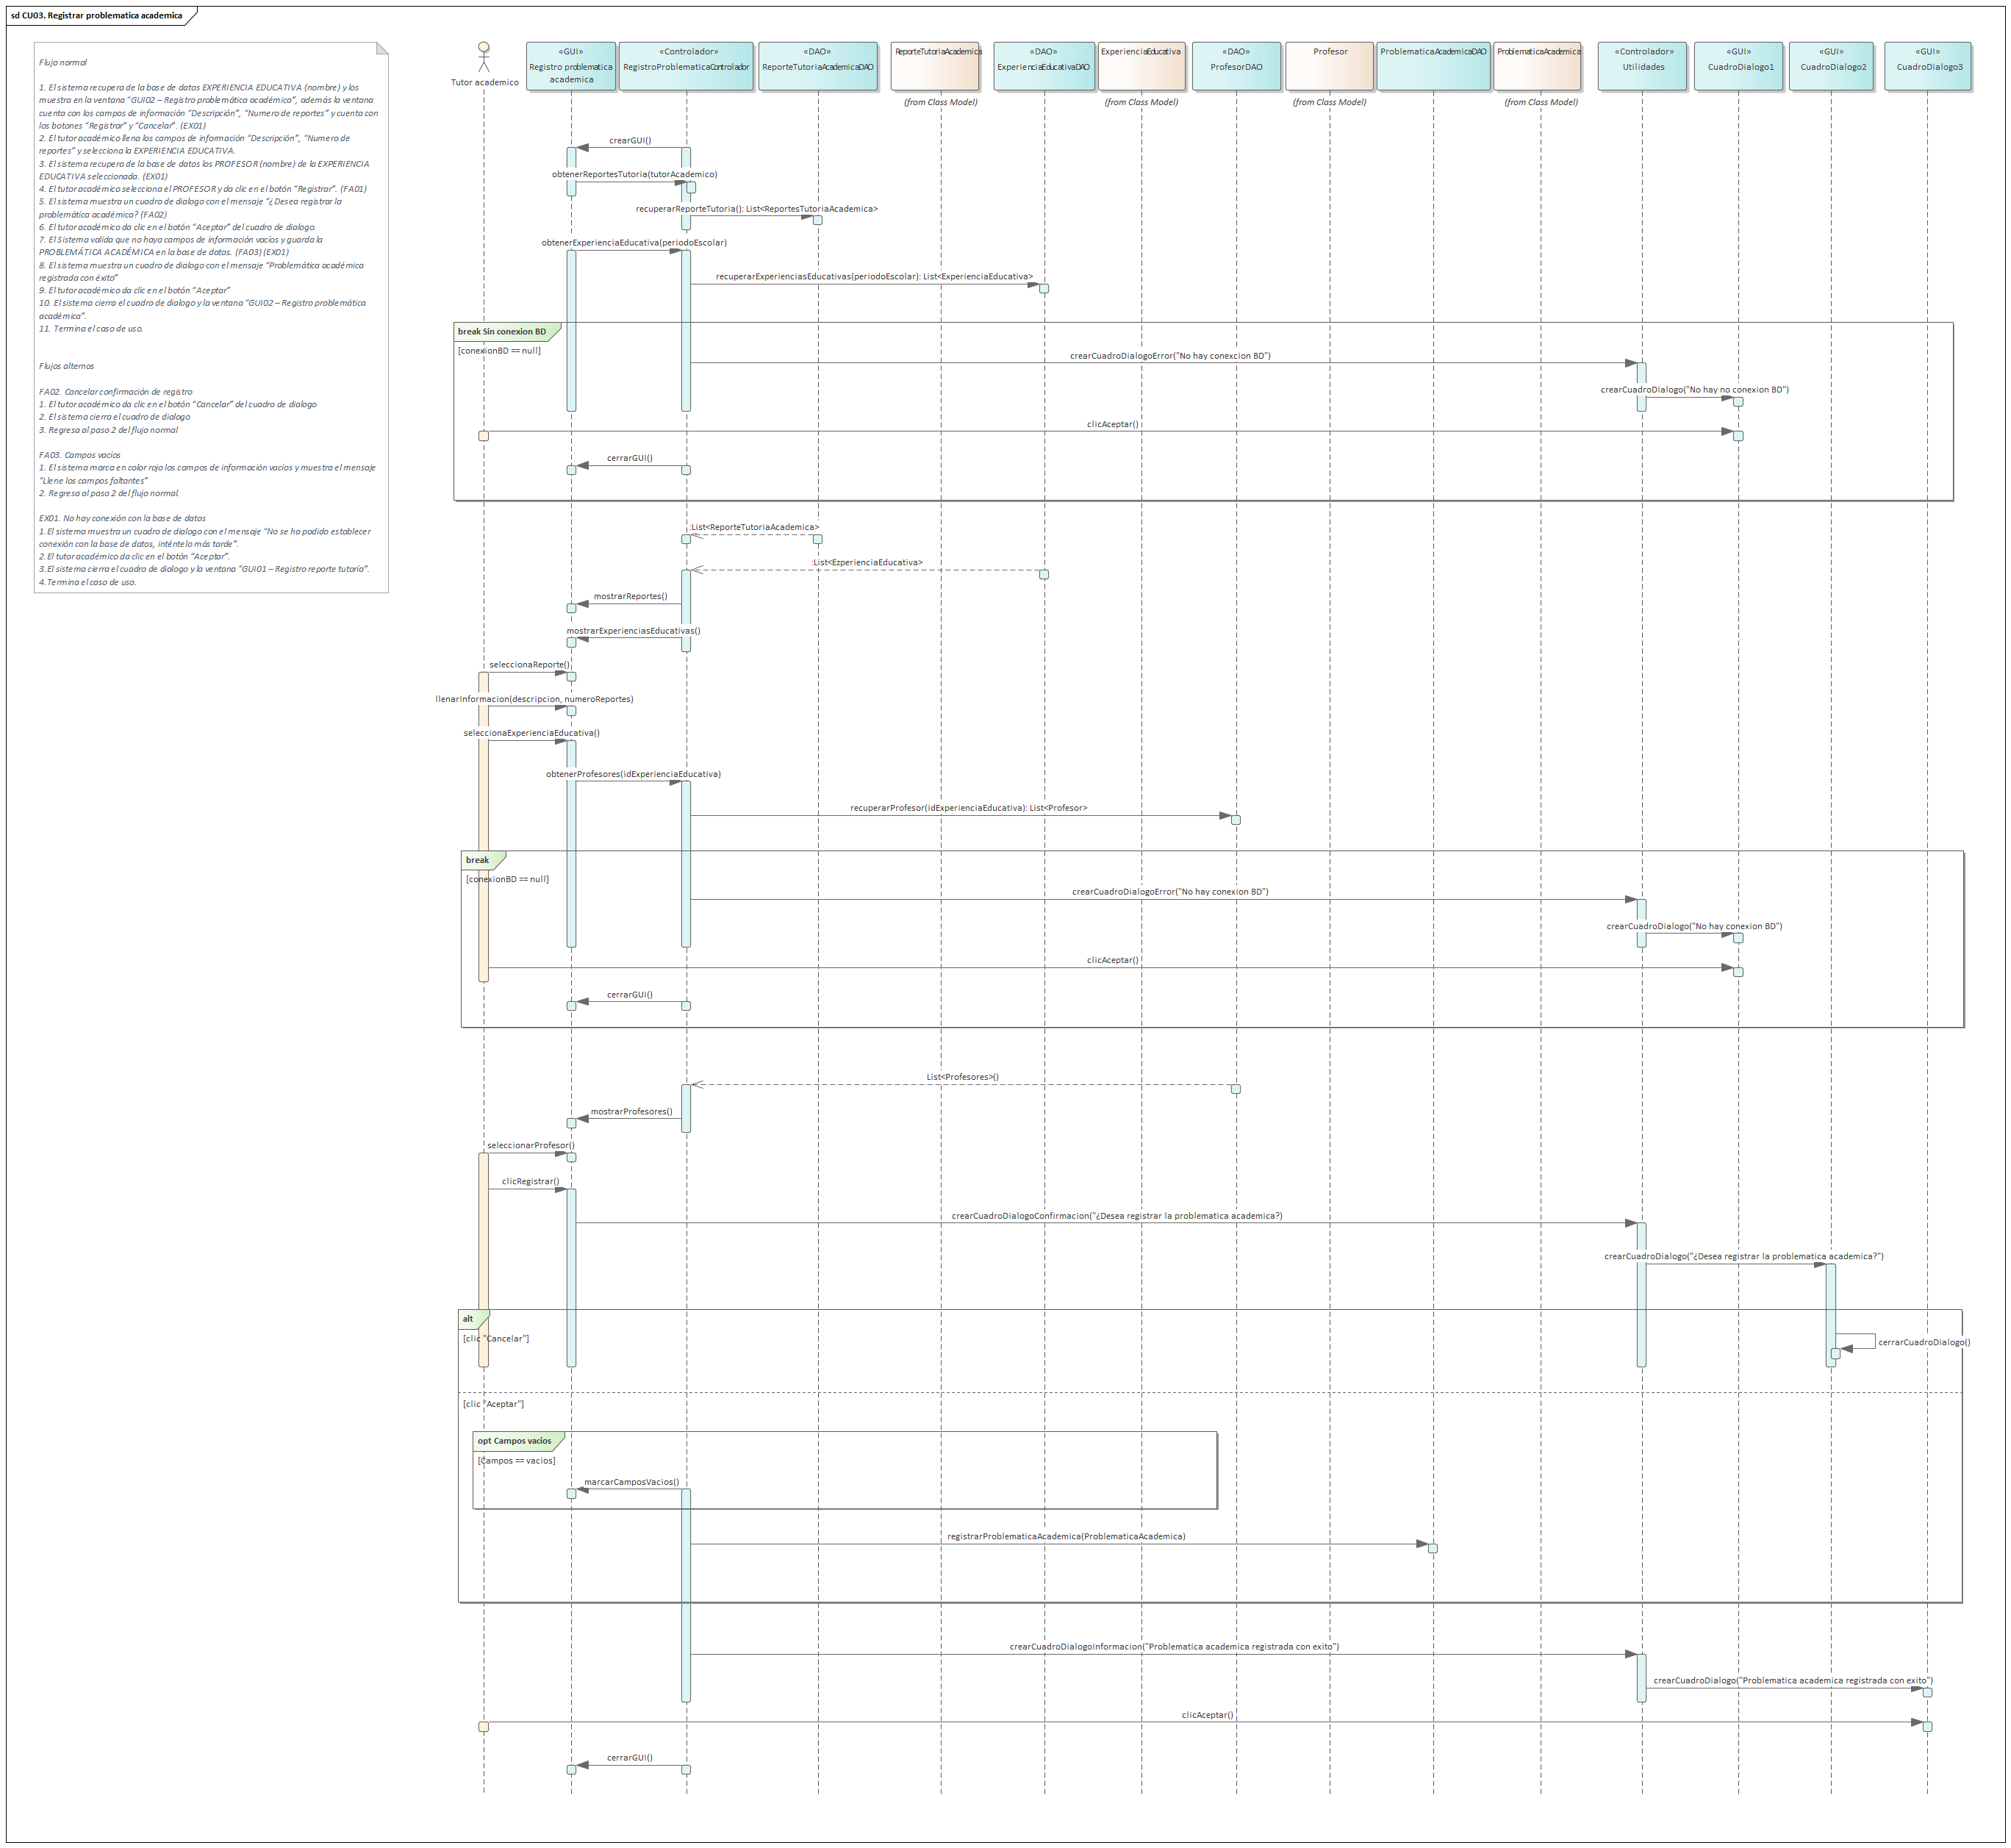 sd CU03. Registrar problematica academica
Flujo normal
1. El sistema recupera de la base de datos EXPERIENCIA EDUCATIVA (nombre) y los
muestra en la ventana “GUI02 – Registro problemática académica”, además la ventana
cuenta con los campos de información “Descripción”, “Numero de reportes” y cuenta con
los botones “Registrar” y “Cancelar”. (EX01)
2. El tutor académico llena los campos de información “Descripción”, “Numero de
reportes” y selecciona la EXPERIENCIA EDUCATIVA.
3. El sistema recupera de la base de datos los PROFESOR (nombre) de la EXPERIENCIA
EDUCATIVA seleccionada. (EX01)
4. El tutor académico selecciona el PROFESOR y da clic en el botón “Registrar”. (FA01)
5. El sistema muestra un cuadro de dialogo con el mensaje “¿Desea registrar la
problemática académica? (FA02)
6. El tutor académico da clic en el botón “Aceptar” del cuadro de dialogo.
7. El Sistema valida que no haya campos de información vacíos y guarda la
PROBLEMÁTICA ACADÉMICA en la base de datos. (FA03) (EX01)
8. El sistema muestra un cuadro de dialogo con el mensaje “Problemática académica
registrada con éxito”
9. El tutor académico da clic en el botón “Aceptar”
10. El sistema cierra el cuadro de dialogo y la ventana “GUI02 – Registro problemática
académica”.
11. Termina el caso de uso.
Flujos alternos
FA02. Cancelar confirmación de registro
1. El tutor académico da clic en el botón “Cancelar” del cuadro de dialogo
2. El sistema cierra el cuadro de dialogo
3. Regresa al paso 2 del flujo normal
FA03. Campos vacíos
1. El sistema marca en color rojo los campos de información vacíos y muestra el mensaje
“Llene los campos faltantes”
2. Regresa al paso 2 del flujo normal.
EX01. No hay conexión con la base de datos
1.El sistema muestra un cuadro de dialogo con el mensaje “No se ha podido establecer
conexión con la base de datos, inténtelo más tarde”.
2.El tutor académico da clic en el botón “Aceptar”.
3.El sistema cierra el cuadro de dialogo y la ventana “GUI01 – Registro reporte tutoría”.
4.Termina el caso de uso.
Tutor academico
«GUI»
Registro problematica
academica
«Controlador»
RegistroProblematicaControlador
«DAO»
ReporteTutoriaAcademicaDAO
ReporteTutoriaAcademica
(from Class Model)
«DAO»
ExperienciaEducativaDAO
ExperienciaEducativa
(from Class Model)
«DAO»
ProfesorDAO
Profesor
(from Class Model)
ProblematicaAcademicaDAO
ProblematicaAcademica
(from Class Model)
«Controlador»
Utilidades
«GUI»
CuadroDialogo1
«GUI»
CuadroDialogo2
«GUI»
CuadroDialogo3
crearGUI()
obtenerReportesTutoria(tutorAcademico)
recuperarReporteTutoria(): List<ReportesTutoriaAcademica>
obtenerExperienciaEducativa(periodoEscolar)
recuperarExperienciasEducativas(periodoEscolar): List<ExperienciaEducativa>
break Sin conexion BD
[conexionBD == null]
crearCuadroDialogoError("No hay conexcion BD")
crearCuadroDialogo("No hay no conexion BD")
clicAceptar()
cerrarGUI()
:List<ReporteTutoriaAcademica>
:List<EzperienciaEducativa>
mostrarReportes()
mostrarExperienciasEducativas()
seleccionaReporte()
llenarInformacion(descripcion, numeroReportes)
seleccionaExperienciaEducativa()
obtenerProfesores(idExperienciaEducativa)
recuperarProfesor(idExperienciaEducativa): List<Profesor>
break
[conexionBD == null]
crearCuadroDialogoError("No hay conexion BD")
crearCuadroDialogo("No hay conexion BD")
clicAceptar()
cerrarGUI()
List<Profesores>()
mostrarProfesores()
seleccionarProfesor()
clicRegistrar()
crearCuadroDialogoConfirmacion("¿Desea registrar la problematica academica?)
crearCuadroDialogo("¿Desea registrar la problematica academica?")
alt
[clic "Cancelar"]
cerrarCuadroDialogo()
[clic "Aceptar"]
opt Campos vacios
[Campos == vacios]
marcarCamposVacios()
registrarProblematicaAcademica(ProblematicaAcademica)
crearCuadroDialogoInformacion("Problematica academica registrada con exito")
crearCuadroDialogo("Problematica academica registrada con exito")
clicAceptar()
cerrarGUI()